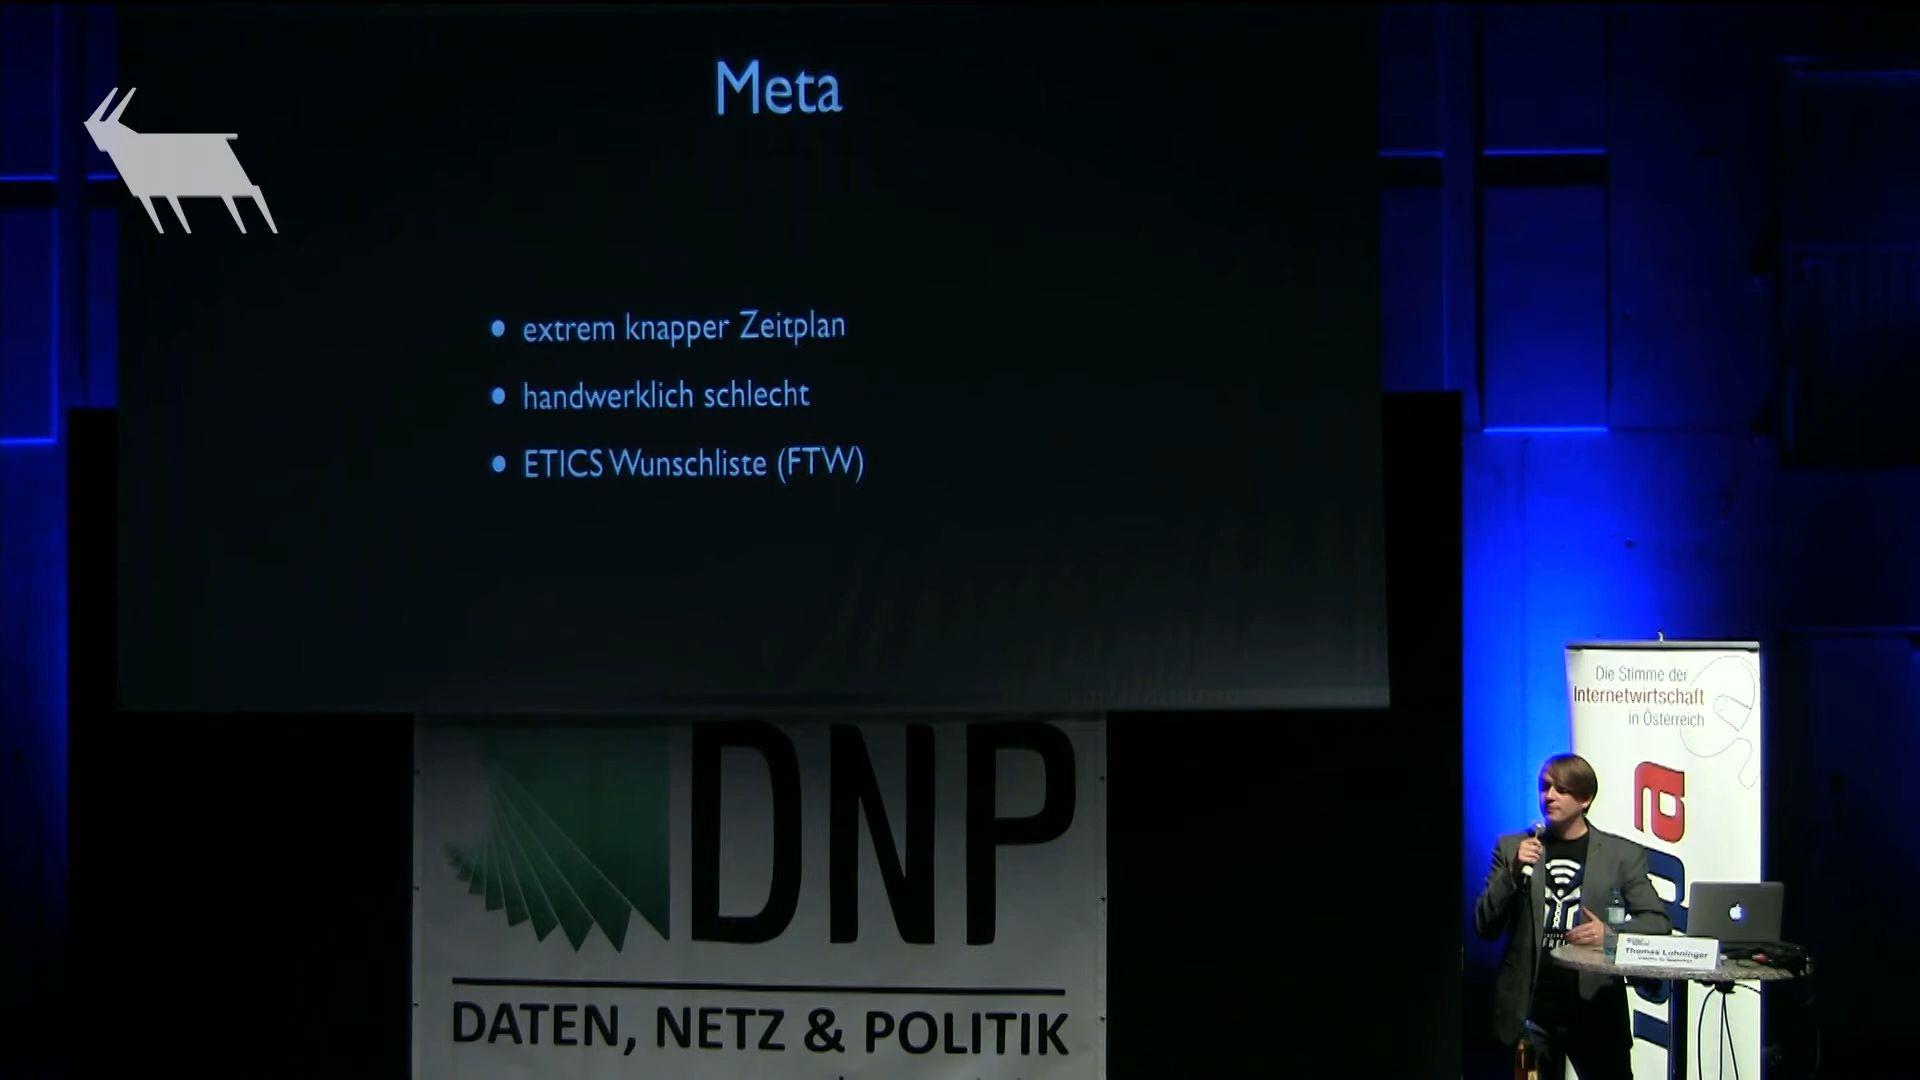 Meta
extrem knapper Zeitplan
handwerklich schlecht
ETICS Wunschliste (FTW)
Die Stimme der
Internetwirtschaft
in Österreich
DNP
DATEN, NETZ & POLITIK
Thomas Lohninger